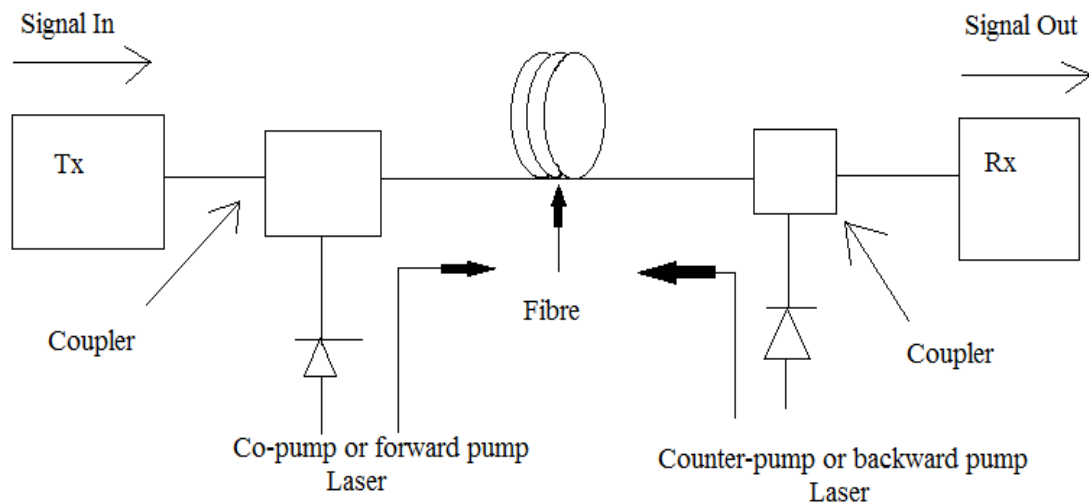 Signal In
Signal Out
Tx
Rx
Coupler
Fibre
Coupler
Co-pump or forward pump
Laser
Counter-pump or backward pump
Laser